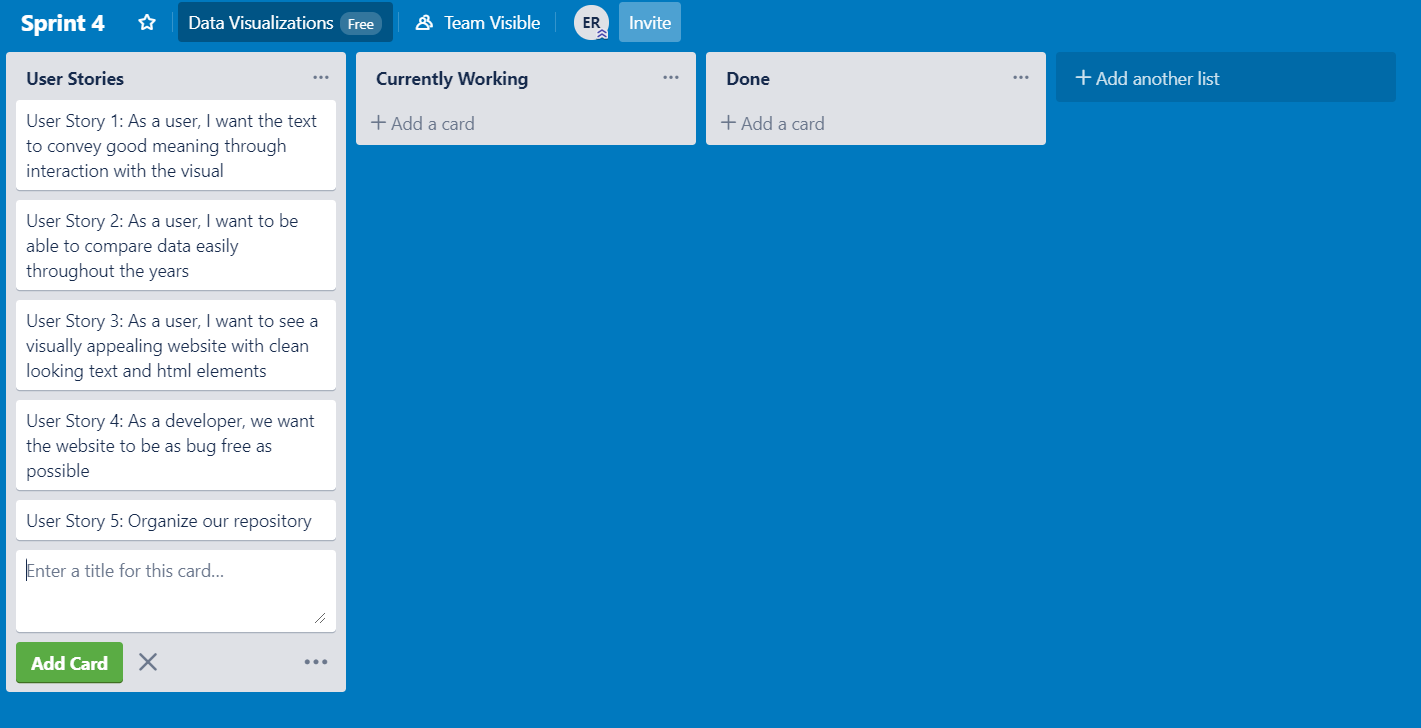 Sprint 4
Data Visualizations Free
Team Visible
ER
Invite
User Stories
User Story 1: As a user, I want the text
to convey good meaning through
interaction with the visual
User Story 2: As a user, I want to be
able to compare data easily
throughout the years
User Story 3: As a user, I want to see a
visually appealing website with clean
looking text and html elements
User Story 4: As a developer, we want
the website to be as bug free as
possible
User Story 5: Organize our repository
Enter a title for this card...
Add Card
Currently Working
+ Add a card
Done
+ Add a card
+ Add another list